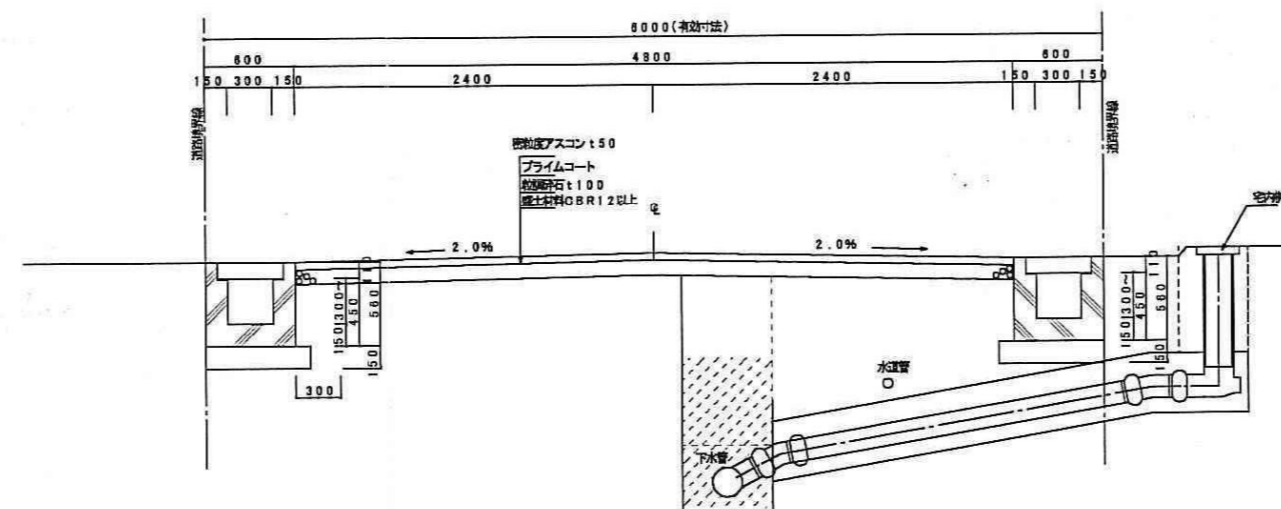 6000(有効寸法)
600 4800 600
150 300 150 2400 2400 150 300 150
道路境界線
道路境界線
密粒度アスコン t50
プライムコート
粒調砕石 t100
盛土材料CBR12以上
℄
宅内桝
2.0% 2.0%
150 300~ 450 560 150
150 300~ 450 560 150
300
水道管
下水管